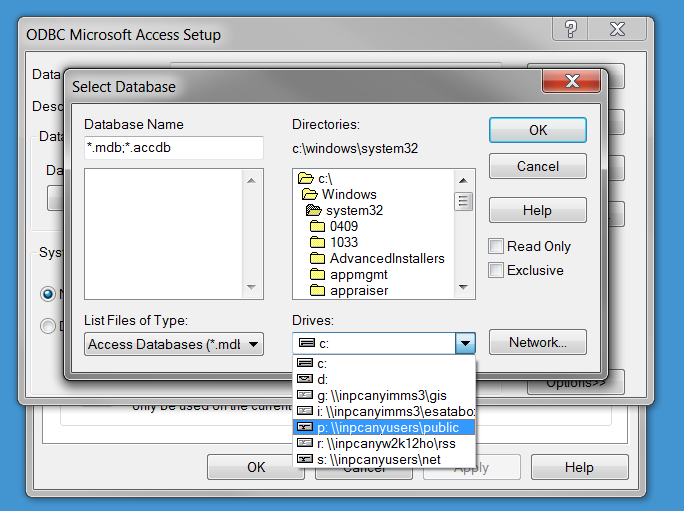 ODBC Microsoft Access Setup
Data
Select Database
Desc
Database Name
Directories:
OK
*.mdb;*.accdb
c:\windows\system32
Cancel
c:\
Windows
system32
0409
1033
AdvancedInstallers
appmgmt
appraiser
Help
Read Only
Exclusive
List Files of Type:
Access Databases (*.mdb
Drives:
c:
Network...
c:
d:
g: \\inpcanyimms3\gis
i: \\inpcanyimms3\esatabo
p: \\inpcanyusers\public
r: \\inpcanyw2k12ho\rss
s: \\inpcanyusers\net
Options>>
only be used on the current
OK
Cancel
Apply
Help